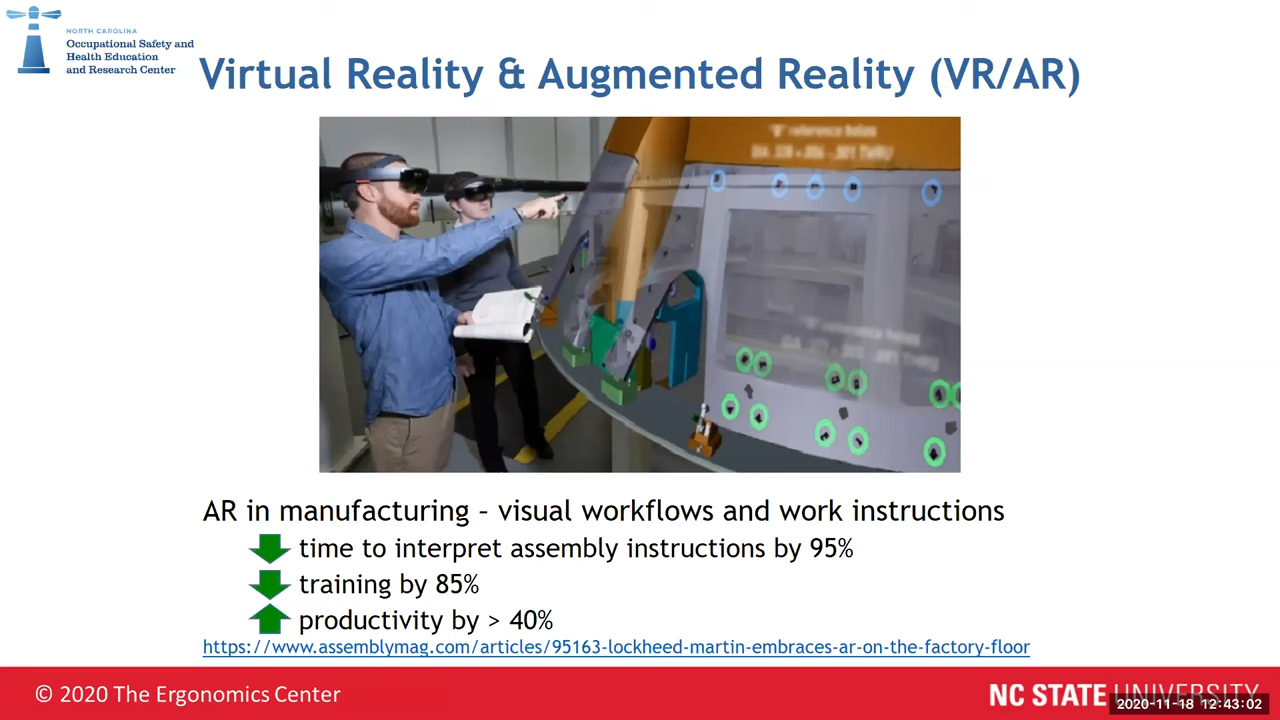 NORTH CAROLINA
Occupational Safety and
Health Education
and Research Center
Virtual Reality & Augmented Reality (VR/AR)
reference holes
AR in manufacturing – visual workflows and work instructions
time to interpret assembly instructions by 95%
training by 85%
productivity by > 40%
https://www.assemblymag.com/articles/95163-lockheed-martin-embraces-ar-on-the-factory-floor
© 2020 The Ergonomics Center
NC STATE UNIVERSITY
2020-11-18 12:43:02